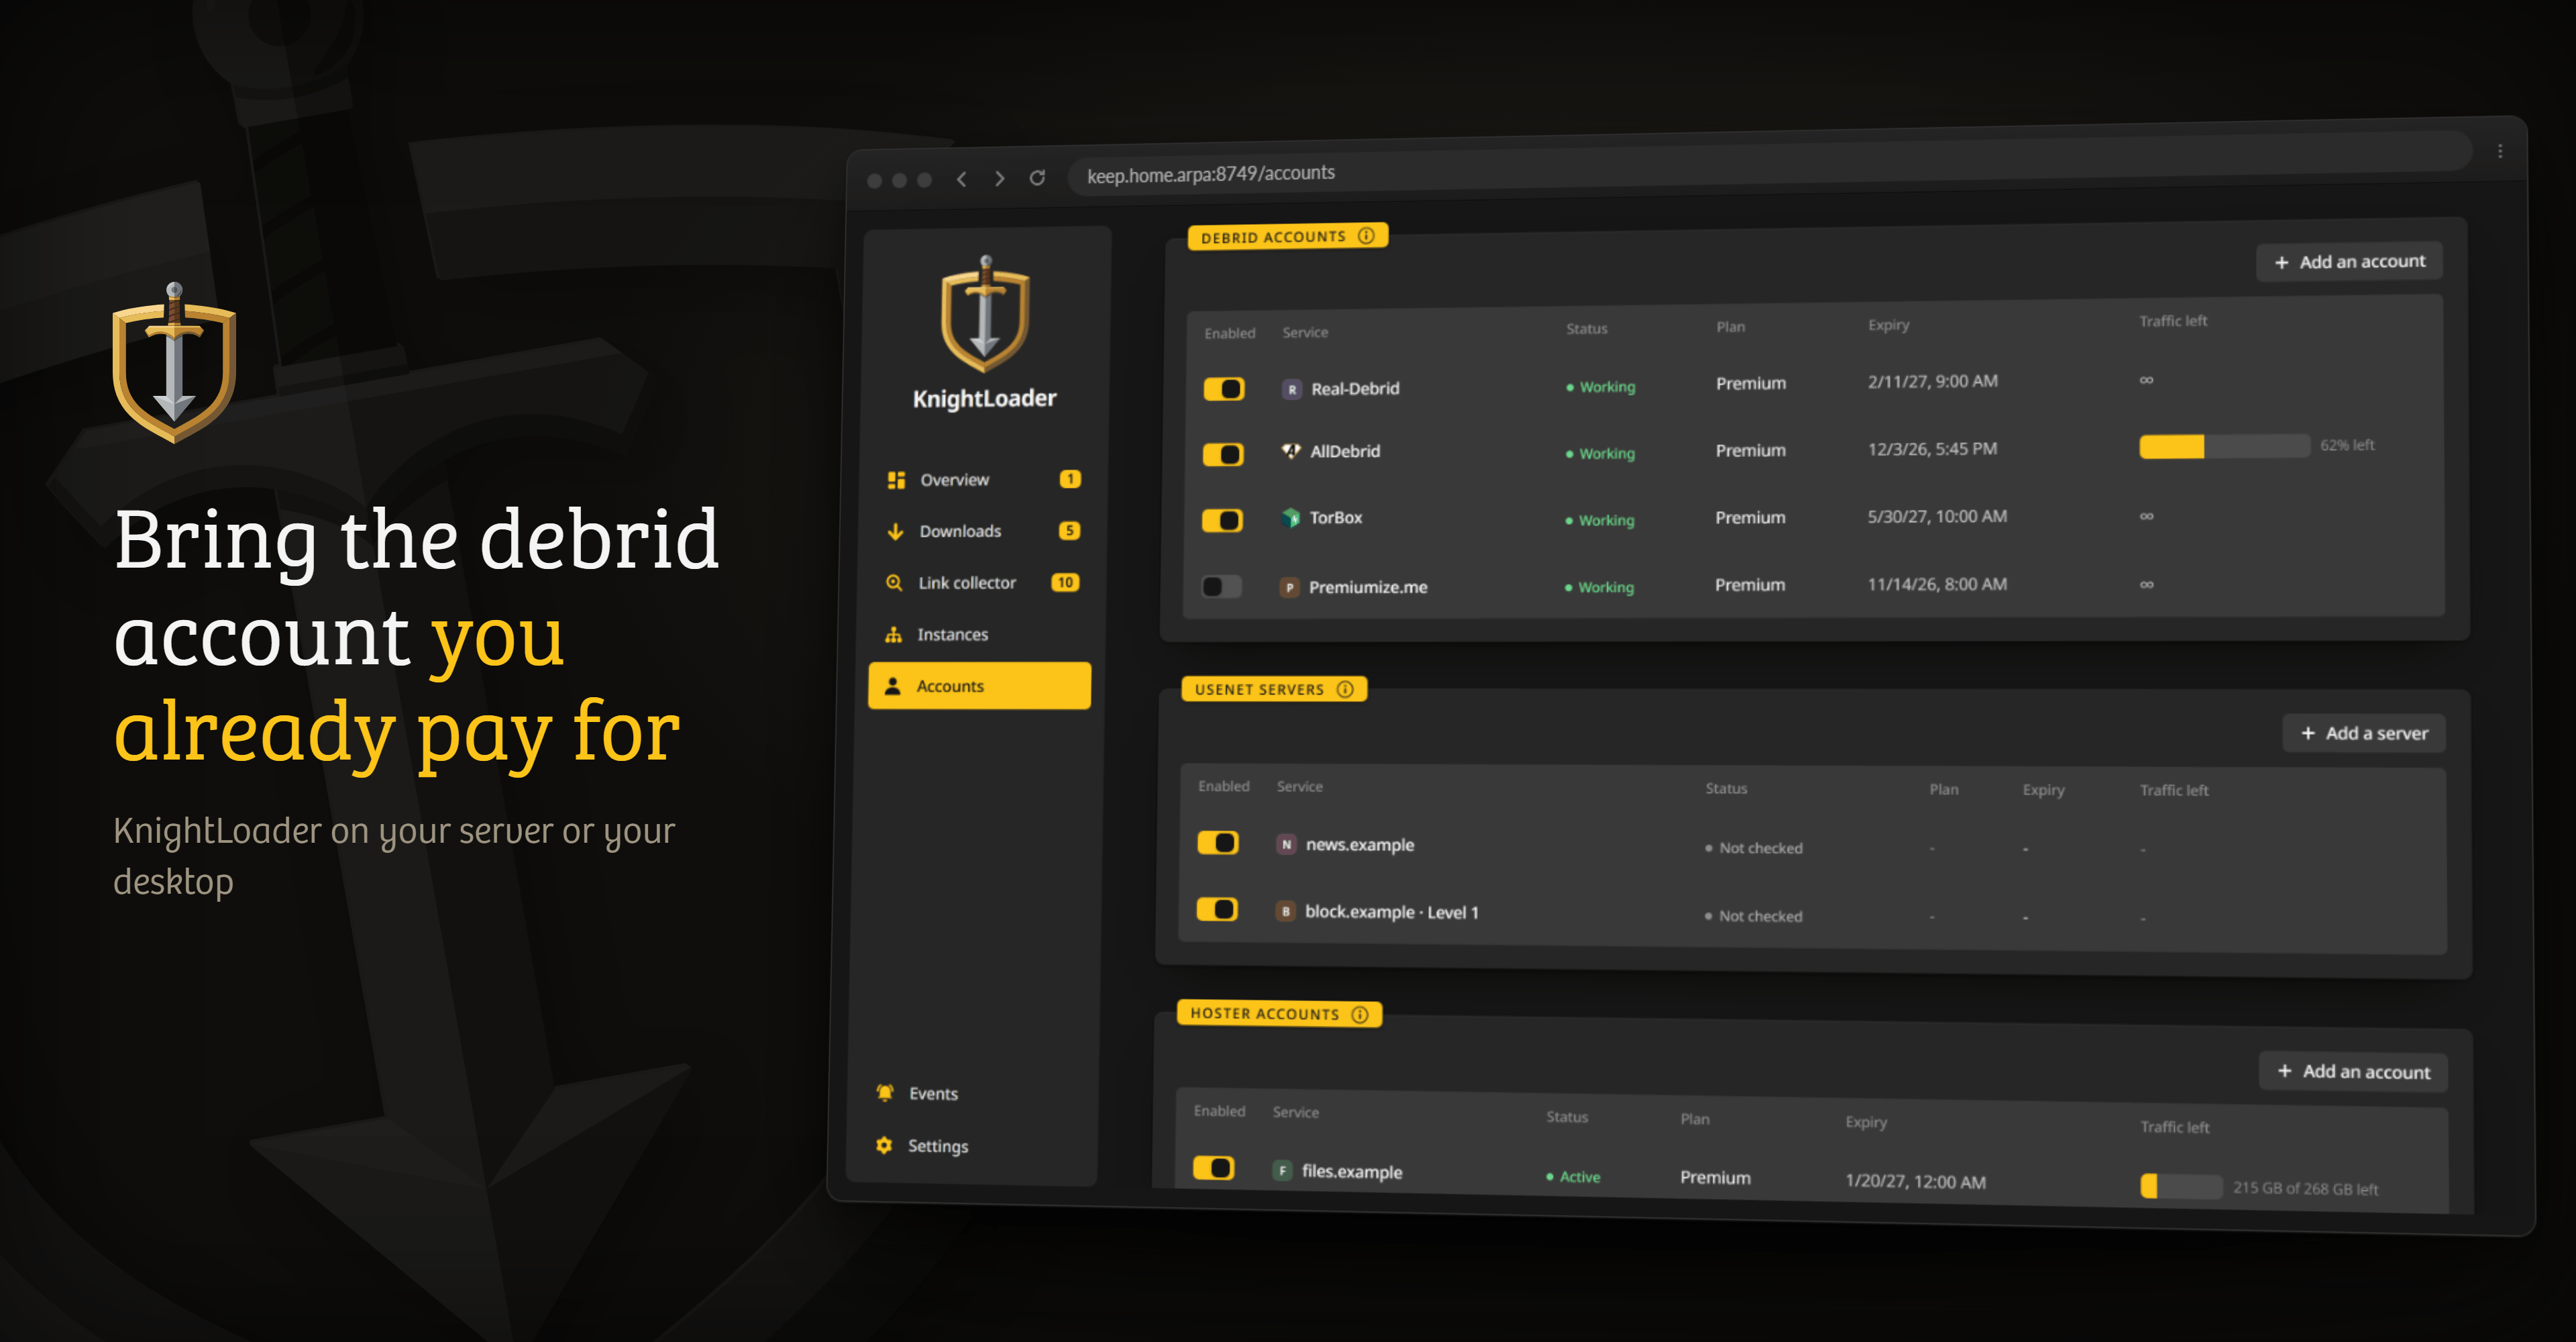 Bring the debrid
account you
already pay for
KnightLoader on your server or your
desktop
keep.home.arpa:8749/accounts
KnightLoader
Overview 1
Downloads 5
Link collector 10
Instances
Accounts
Events
Settings
DEBRID ACCOUNTS
+ Add an account
Enabled Service Status Plan Expiry Traffic left
R Real-Debrid Working Premium 2/11/27, 9:00 AM ∞
AllDebrid Working Premium 12/3/26, 5:45 PM 62% left
TorBox Working Premium 5/30/27, 10:00 AM ∞
P Premiumize.me Working Premium 11/14/26, 8:00 AM ∞
USENET SERVERS
+ Add a server
Enabled Service Status Plan Expiry Traffic left
N news.example Not checked - - -
B block.example · Level 1 Not checked - - -
HOSTER ACCOUNTS
+ Add an account
Enabled Service Status Plan Expiry Traffic left
F files.example Active Premium 1/20/27, 12:00 AM 215 GB of 268 GB left